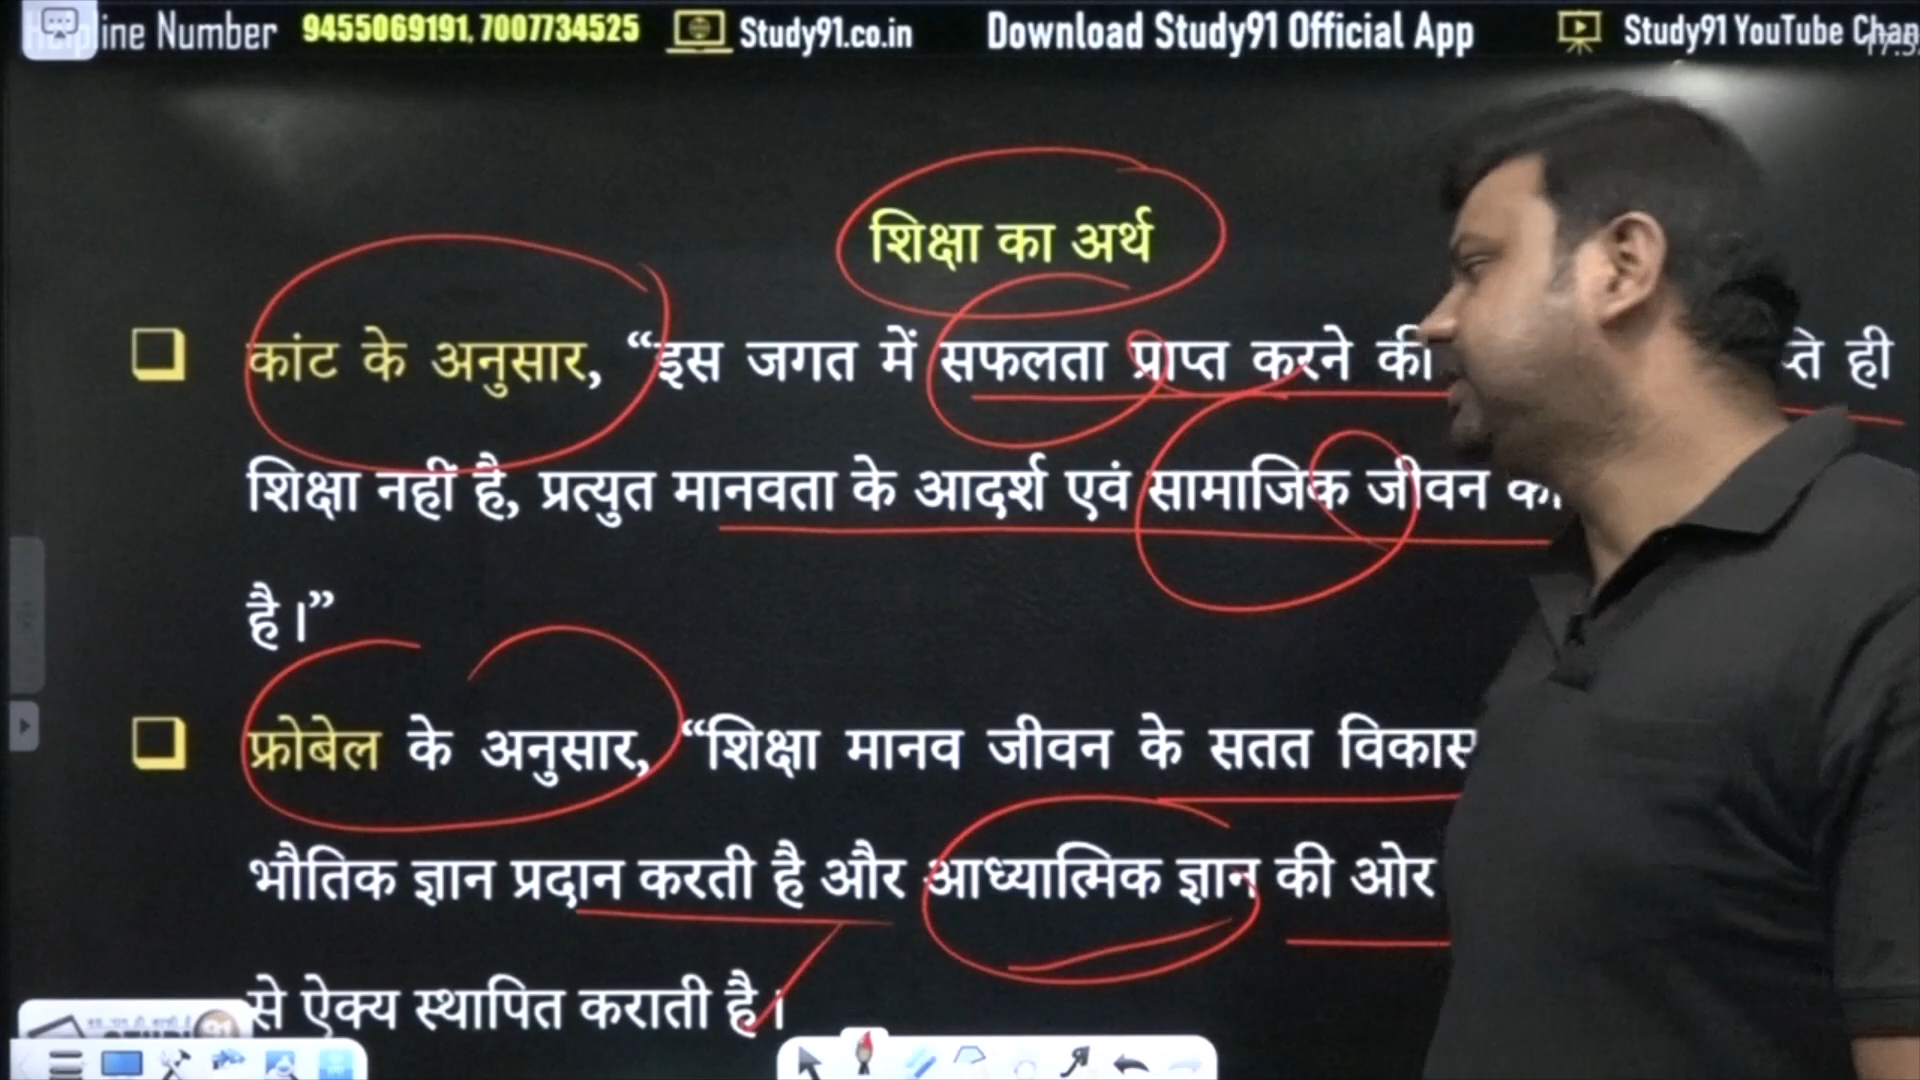 Helpline Number 9455069191, 7007734525 Study91.co.in Download Study91 Official App Study91 YouTube Chan
शिक्षा का अर्थ
कांट के अनुसार, “इस जगत में सफलता प्राप्त करने की ही
शिक्षा नहीं है, प्रत्युत मानवता के आदर्श एवं सामाजिक जीवन
है।”
फ्रोबेल के अनुसार, “शिक्षा मानव जीवन के सतत विकास
भौतिक ज्ञान प्रदान करती है और आध्यात्मिक ज्ञान की ओर
से ऐक्य स्थापित कराती है।